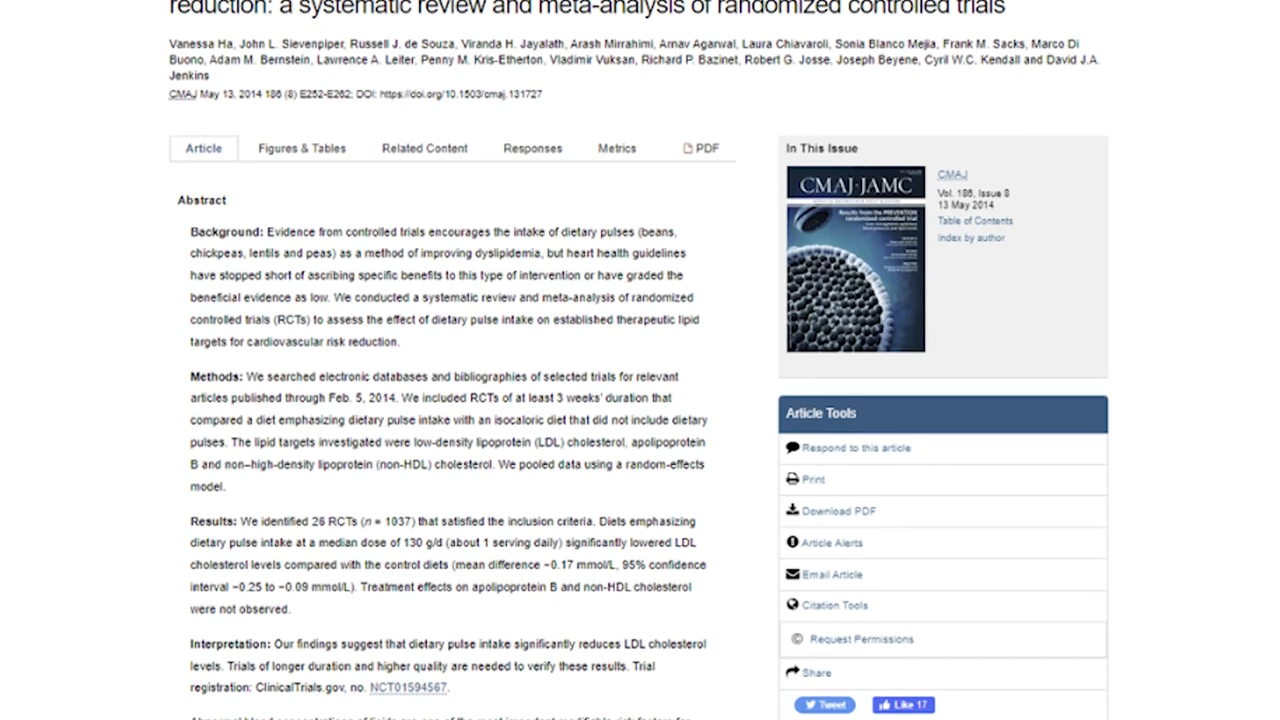 reduction: a systematic review and meta-analysis of randomized controlled trials
Vanessa Ha, John L. Sievenpiper, Russell J. de Souza, Viranda H. Jayalath, Arash Mirrahimi, Arnav Agarwal, Laura Chiavaroli, Sonia Blanco Mejia, Frank M. Sacks, Marco Di
Buono, Adam M. Bernstein, Lawrence A. Leiter, Penny M. Kris-Etherton, Vladimir Vuksan, Richard P. Bazinet, Robert G. Josse, Joseph Beyene, Cyril W.C. Kendall and David J.A.
Jenkins
CMAJ May 13, 2014 186 (8) E252-E262; DOI: https://doi.org/10.1503/cmaj.131727
Article
Figures & Tables
Related Content
Responses
Metrics
PDF
Abstract
Background: Evidence from controlled trials encourages the intake of dietary pulses (beans,
chickpeas, lentils and peas) as a method of improving dyslipidemia, but heart health guidelines
have stopped short of ascribing specific benefits to this type of intervention or have graded the
beneficial evidence as low. We conducted a systematic review and meta-analysis of randomized
controlled trials (RCTs) to assess the effect of dietary pulse intake on established therapeutic lipid
targets for cardiovascular risk reduction.
Methods: We searched electronic databases and bibliographies of selected trials for relevant
articles published through Feb. 5, 2014. We included RCTs of at least 3 weeks' duration that
compared a diet emphasizing dietary pulse intake with an isocaloric diet that did not include dietary
pulses. The lipid targets investigated were low-density lipoprotein (LDL) cholesterol, apolipoprotein
B and non–high-density lipoprotein (non-HDL) cholesterol. We pooled data using a random-effects
model.
Results: We identified 26 RCTs (n = 1037) that satisfied the inclusion criteria. Diets emphasizing
dietary pulse intake at a median dose of 130 g/d (about 1 serving daily) significantly lowered LDL
cholesterol levels compared with the control diets (mean difference −0.17 mmol/L, 95% confidence
interval −0.25 to −0.09 mmol/L). Treatment effects on apolipoprotein B and non-HDL cholesterol
were not observed.
Interpretation: Our findings suggest that dietary pulse intake significantly reduces LDL cholesterol
levels. Trials of longer duration and higher quality are needed to verify these results. Trial
registration: ClinicalTrials.gov, no. NCT01594567.
In This Issue
CMAJ·JAMC
Results from the PREVENTION
randomized controlled trial
CMAJ
Vol. 186, Issue 8
13 May 2014
Table of Contents
Index by author
Article Tools
Respond to this article
Print
Download PDF
Article Alerts
Email Article
Citation Tools
© Request Permissions
Share
Tweet
Like 17